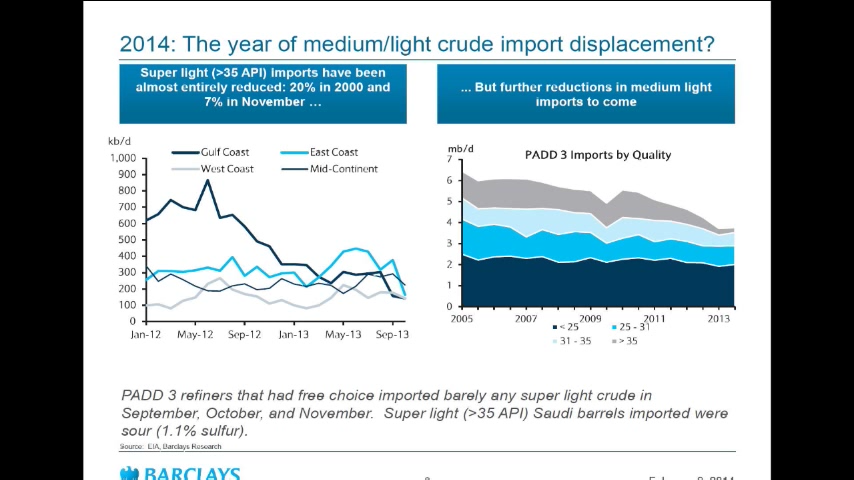 2014: The year of medium/light crude import displacement?
Super light (>35 API) Imports have been
almost entirely reduced: 20% in 2000 and
7% in November ...
... But further reductions in medium light
imports to come
kb/d
Gulf Coast
East Coast
West Coast
Mid-Continent
1,000
900
800
700
600
500
400
300
200
100
0
Jan-12
May-12
Sep-12
Jan-13
May-13
Sep-13
mb/d
PADD 3 Imports by Quality
7
6
5
4
3
2
1
0
2005
2007
2009
2011
2013
< 25
25 - 31
31 - 35
> 35
PADD 3 refiners that had free choice imported barely any super light crude in
September, October, and November. Super light (>35 API) Saudi barrels imported were
sour (1.1% sulfur).
Source: EIA, Barclays Research
BARCLAYS